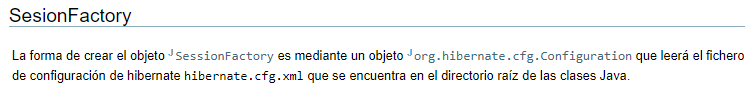 SesionFactory
La forma de crear el objeto SessionFactory es mediante un objeto org.hibernate.cfg.Configuration que leerá el fichero
de configuración de hibernate hibernate.cfg.xml que se encuentra en el directorio raíz de las clases Java.